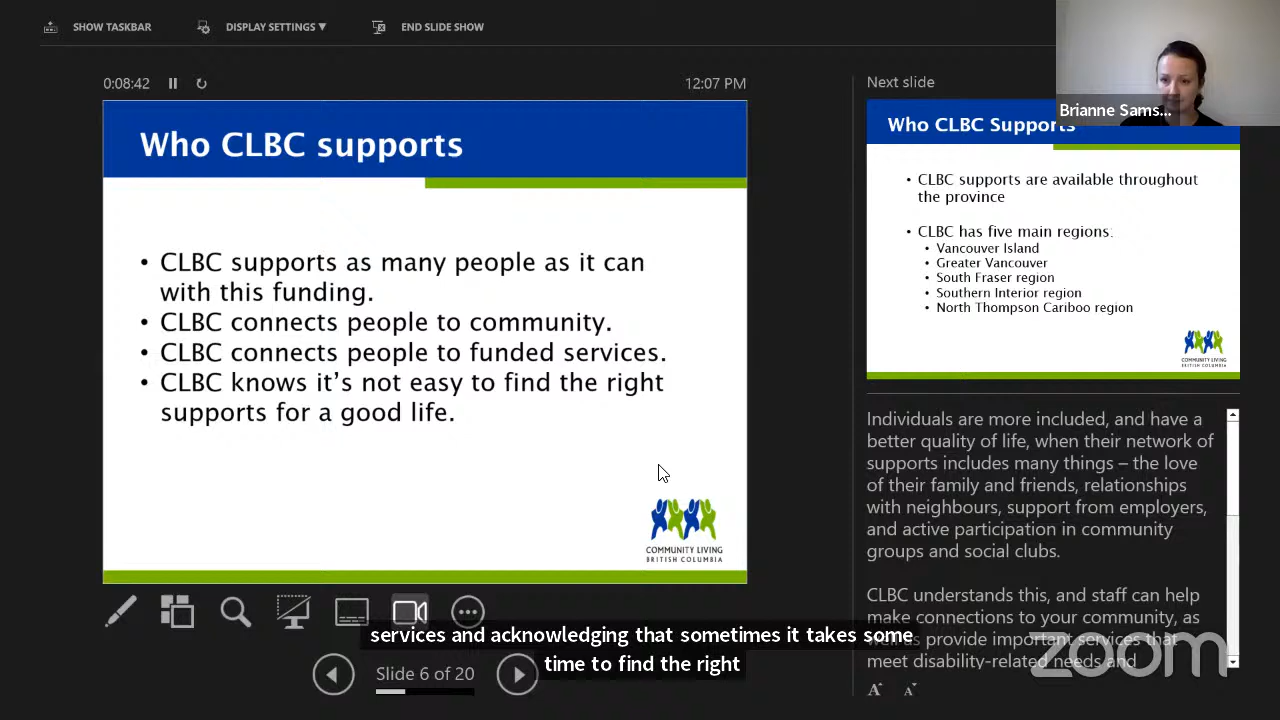 SHOW TASKBAR
DISPLAY SETTINGS ▼
END SLIDE SHOW
0:08:42
12:07 PM
Who CLBC supports
• CLBC supports as many people as it can
with this funding.
• CLBC connects people to community.
• CLBC connects people to funded services.
• CLBC knows it's not easy to find the right
supports for a good life.
COMMUNITY LIVING
BRITISH COLUMBIA
services and acknowledging that sometimes it takes some
time to find the right
Slide 6 of 20
Next slide
Brianne Sams...
Who CLBC Supports
• CLBC supports are available throughout
the province
• CLBC has five main regions:
• Vancouver Island
• Greater Vancouver
• South Fraser region
• Southern Interior region
• North Thompson Cariboo region
COMMUNITY LIVING
BRITISH COLUMBIA
Individuals are more included, and have a
better quality of life, when their network of
supports includes many things – the love
of their family and friends, relationships
with neighbours, support from employers,
and active participation in community
groups and social clubs.
CLBC understands this, and staff can help
make connections to your community, as
provide important services that
meet disability-related needs and
zoom
A A